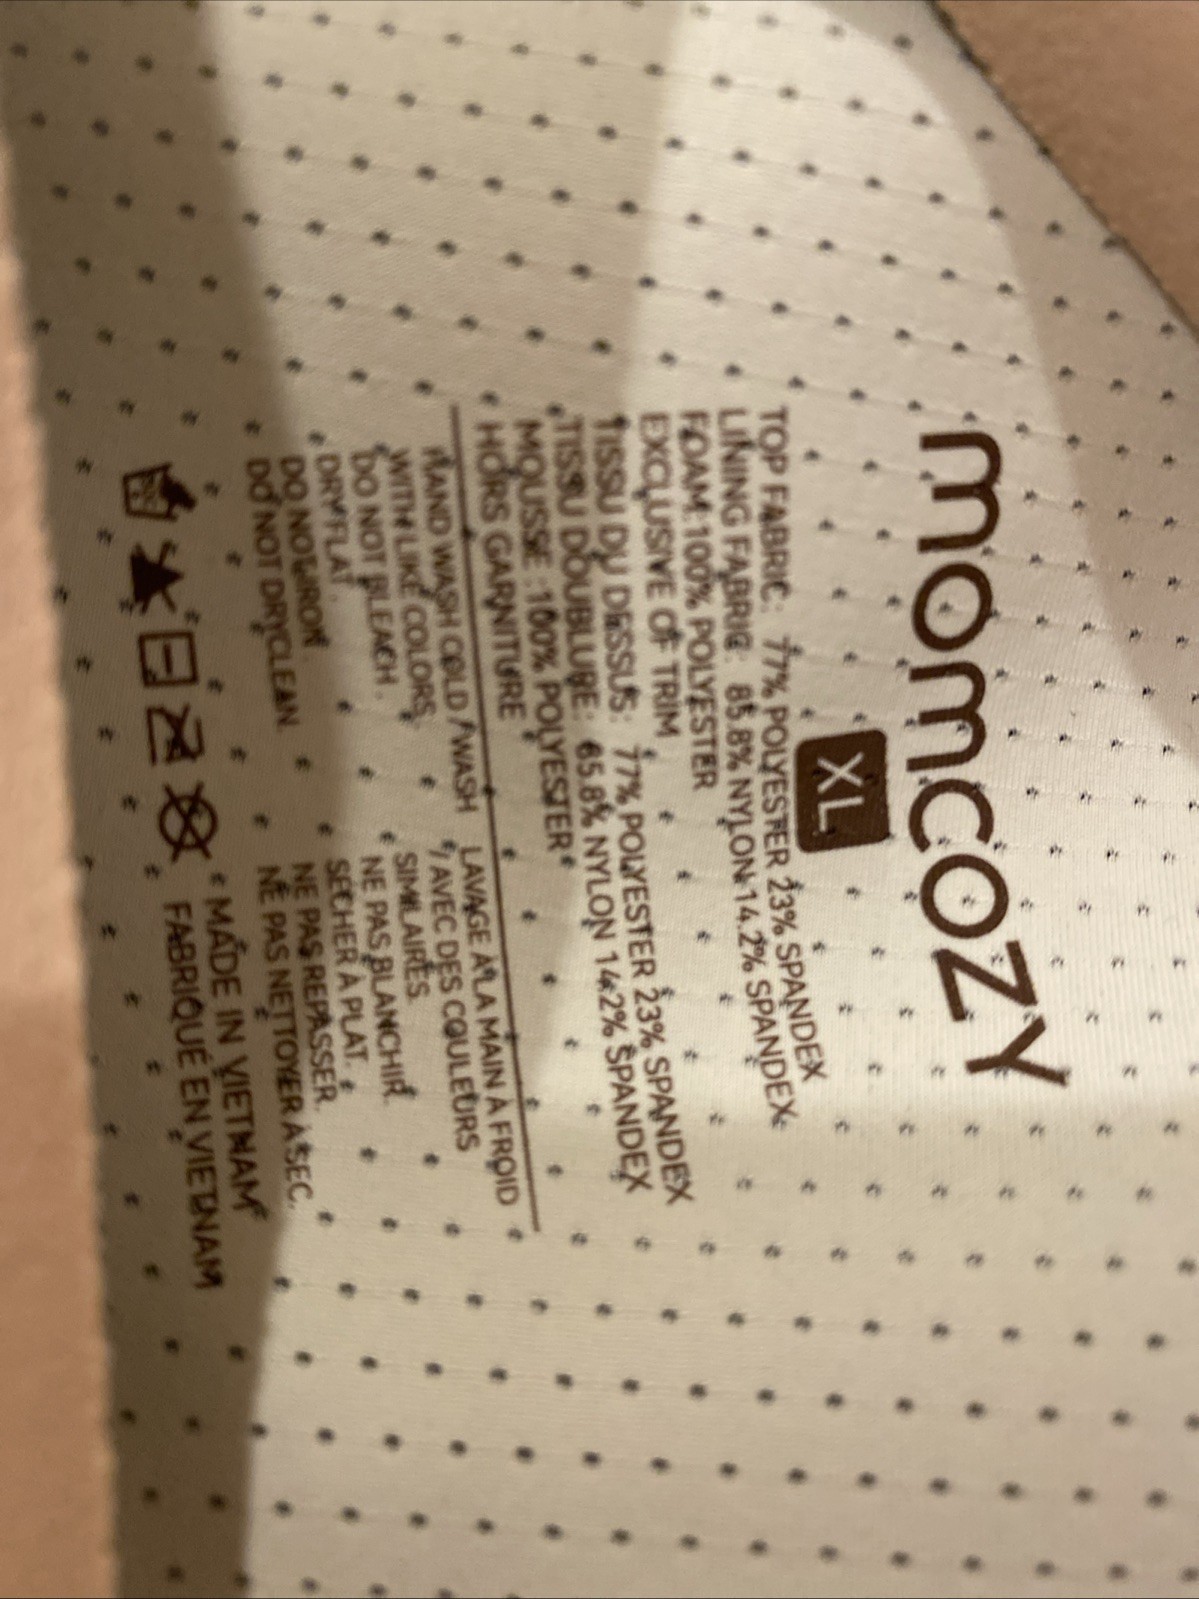 momcozy
XL
TOP FABRIC: 77% POLYESTER 23% SPANDEX
LINING FABRIC: 85.8% NYLON 14.2% SPANDEX
FOAM:100% POLYESTER
EXCLUSIVE OF TRIM
TISSU DU DESSUS: 77% POLYESTER 23% SPANDEX
TISSU DOUBLURE: 85.8% NYLON 14.2% SPANDEX
MOUSSE :100% POLYESTER
HORS GARNITURE
HAND WASH COLD / WASH
WITH LIKE COLORS.
DO NOT BLEACH .
DRY FLAT .
DO NOT IRON .
DO NOT DRYCLEAN.
LAVAGE À LA MAIN À FROID
/ AVEC DES COULEURS
SIMILAIRES.
NE PAS BLANCHIR.
SÉCHER À PLAT.
NE PAS REPASSER.
NE PAS NETTOYER À SEC.
MADE IN VIETNAM
FABRIQUÉ EN VIETNAM